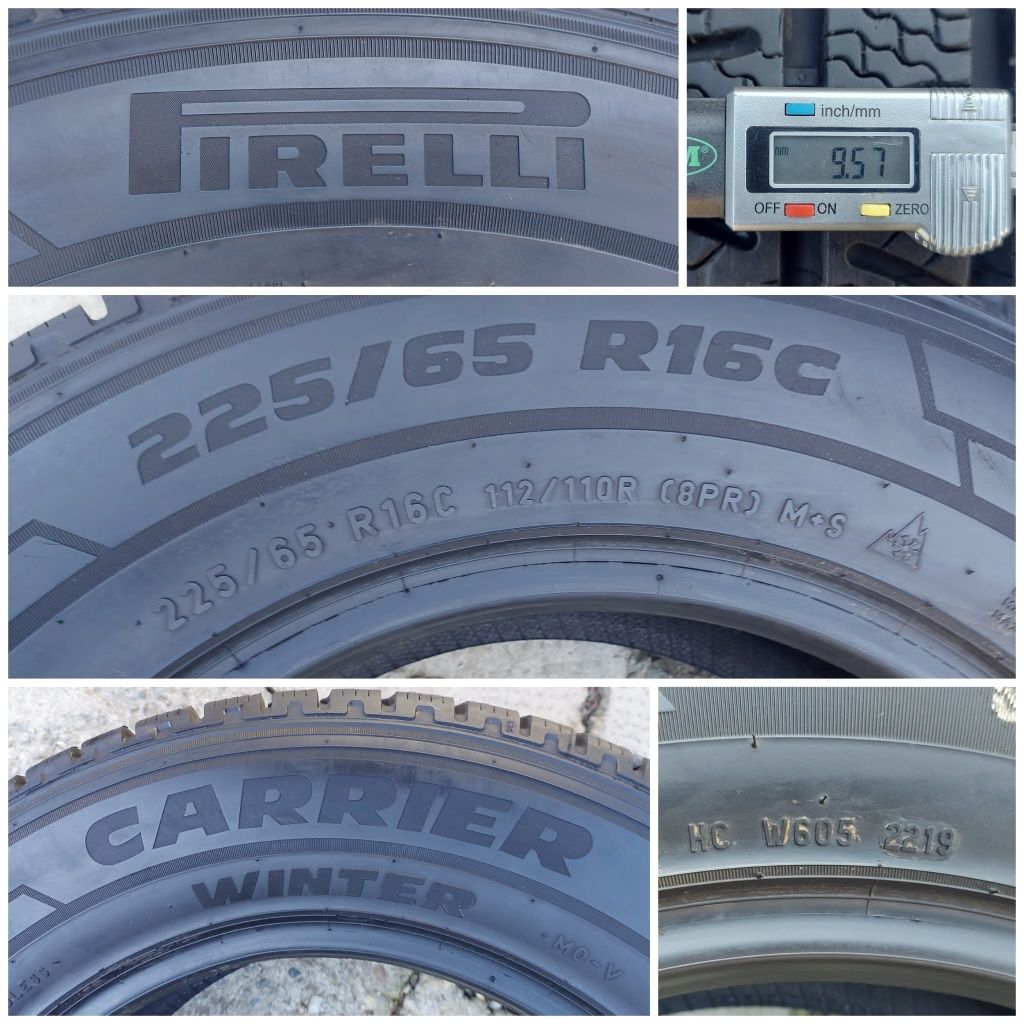 PIRELLI
inch/mm
mm 9.57
OFF ON ZERO
225/65 R16C
225/65 R16C 112/110R (8PR) M+S
CARRIER
WINTER
MO-V
HC W605 2219